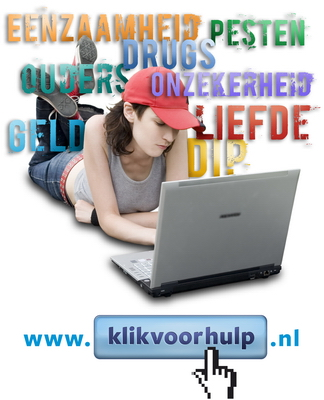 EENZAAMHEID PESTEN
DRUGS
OUDERS ONZEKERHEID
GELD LIEFDE
DIP
www.klikvoorhulp.nl